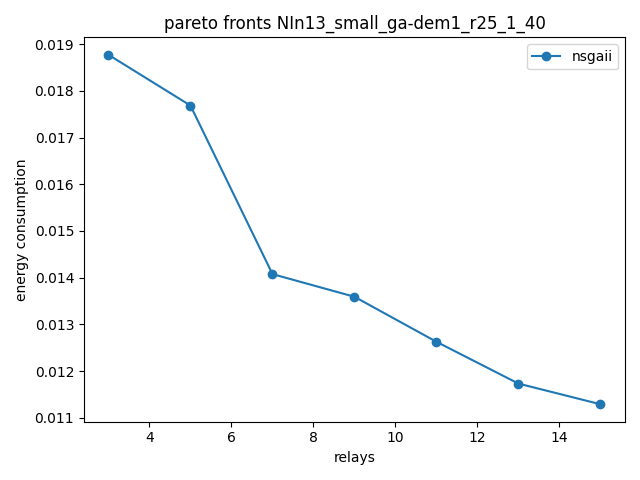 pareto fronts NIn13_small_ga-dem1_r25_1_40
nsgaii
0.019
0.018
0.017
0.016
0.015
0.014
0.013
0.012
0.011
energy consumption
4 6 8 10 12 14
relays